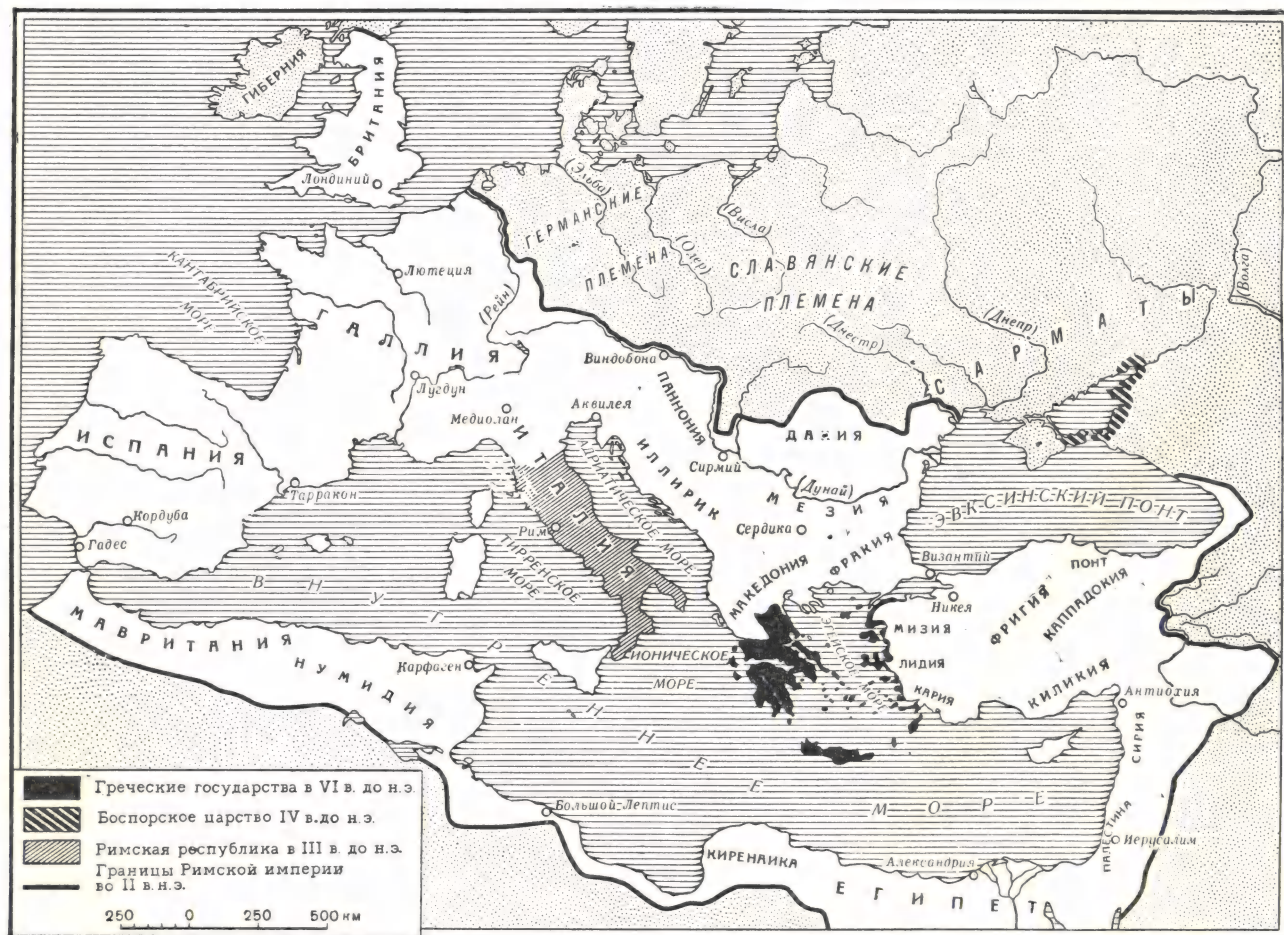 ГИБЕРНИЯ
БРИТАНИЯ
Лондиний
(Эльба)
ГЕРМАНСКИЕ
ПЛЕМЕНА
(Висла)
(Одер)
СЛАВЯНСКИЕ
ПЛЕМЕНА
(Волга)
КАНТАБРИЙСКОЕ
МОРЕ
Лютеция
(Рейн)
ГАЛЛИЯ
(Днестр)
(Днепр)
САРМАТЫ
Виндобона
Лугдун
Медиолан
Аквилея
ПАННОНИЯ
ИТАЛИЯ
ИЛЛИРИК
ДАКИЯ
ИСПАНИЯ
Сирмий
(Дунай)
Тарракон
АДРИАТИЧЕСКОЕ МОРЕ
МЕЗИЯ
ЭВКСИНСКИЙ ПОНТ
Кордуба
Гадес
Рим
Сердика
ТИРРЕНСКОЕ
МОРЕ
ФРАКИЯ
Византий
МАКЕДОНИЯ
ПОНТ
ВНУТРЕННЕЕ МОРЕ
Никея
ФРИГИЯ
КАППАДОКИЯ
МАВРИТАНИЯ
НУМИДИЯ
МИЗИЯ
ЭГЕЙСКОЕ МОРЕ
ИОНИЧЕСКОЕ
МОРЕ
Карфаген
ЛИДИЯ
КАРИЯ
КИЛИКИЯ
Антиохия
СИРИЯ
Большой Лептис
ПАЛЕСТИНА
Иерусалим
КИРЕНАИКА
Александрия
ЕГИПЕТ
Греческие государства в VI в. до н.э.
Боспорское царство IV в. до н.э.
Римская республика в III в. до н.э.
Границы Римской империи
во II в. н.э.
250 0 250 500 км